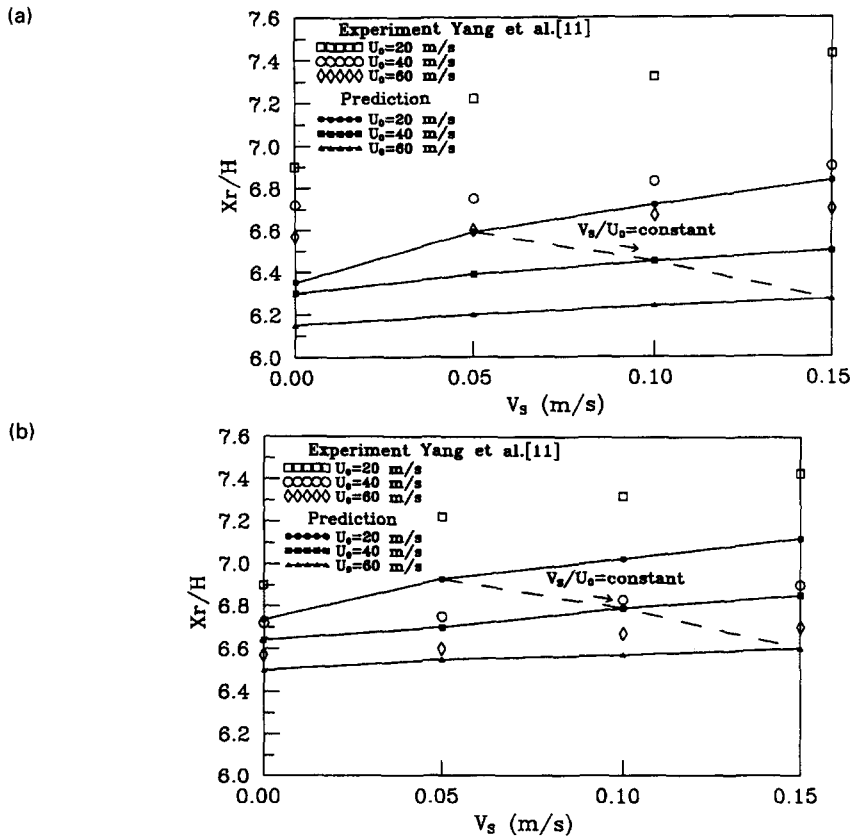 (a)
7.6
7.4
7.2
7.0
6.8
6.6
6.4
6.2
6.0
Xr/H
Experiment Yang et al.[11]
U₀=20 m/s
U₀=40 m/s
U₀=60 m/s
Prediction
U₀=20 m/s
U₀=40 m/s
U₀=60 m/s
Vs/U₀=constant
0.00 0.05 0.10 0.15
Vs (m/s)
(b)
7.6
7.4
7.2
7.0
6.8
6.6
6.4
6.2
6.0
Xr/H
Experiment Yang et al.[11]
U₀=20 m/s
U₀=40 m/s
U₀=60 m/s
Prediction
U₀=20 m/s
U₀=40 m/s
U₀=60 m/s
Vs/U₀=constant
0.00 0.05 0.10 0.15
Vs (m/s)